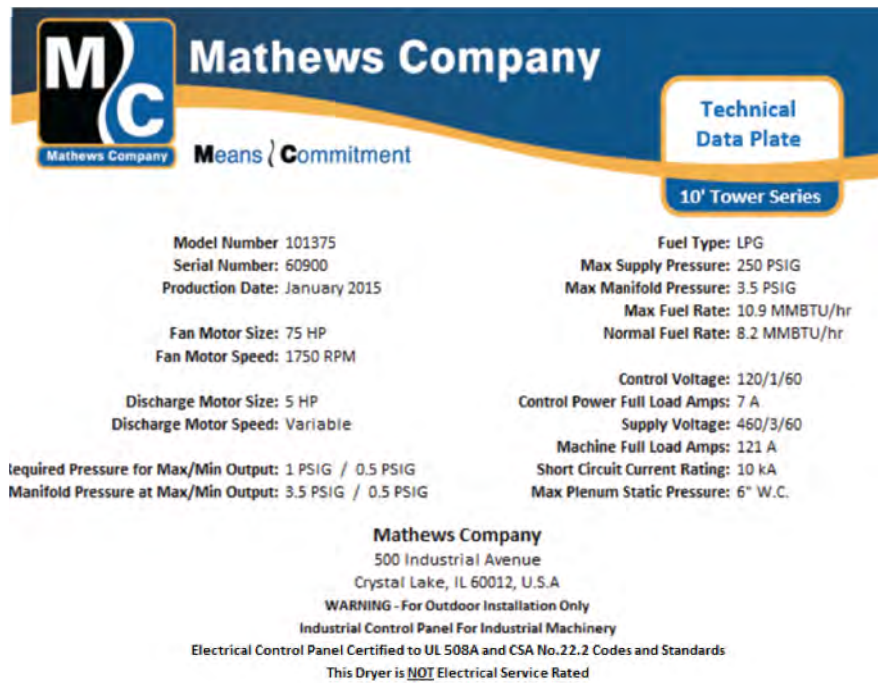 MC
Mathews Company
Mathews Company
Means Commitment
Technical
Data Plate
10' Tower Series
Model Number 101375
Serial Number: 60900
Production Date: January 2015
Fan Motor Size: 75 HP
Fan Motor Speed: 1750 RPM
Discharge Motor Size: 5 HP
Discharge Motor Speed: Variable
Required Pressure for Max/Min Output: 1 PSIG / 0.5 PSIG
Manifold Pressure at Max/Min Output: 3.5 PSIG / 0.5 PSIG
Fuel Type: LPG
Max Supply Pressure: 250 PSIG
Max Manifold Pressure: 3.5 PSIG
Max Fuel Rate: 10.9 MMBTU/hr
Normal Fuel Rate: 8.2 MMBTU/hr
Control Voltage: 120/1/60
Control Power Full Load Amps: 7 A
Supply Voltage: 460/3/60
Machine Full Load Amps: 121 A
Short Circuit Current Rating: 10 kA
Max Plenum Static Pressure: 6" W.C.
Mathews Company
500 Industrial Avenue
Crystal Lake, IL 60012, U.S.A
WARNING - For Outdoor Installation Only
Industrial Control Panel For Industrial Machinery
Electrical Control Panel Certified to UL 508A and CSA No.22.2 Codes and Standards
This Dryer is NOT Electrical Service Rated